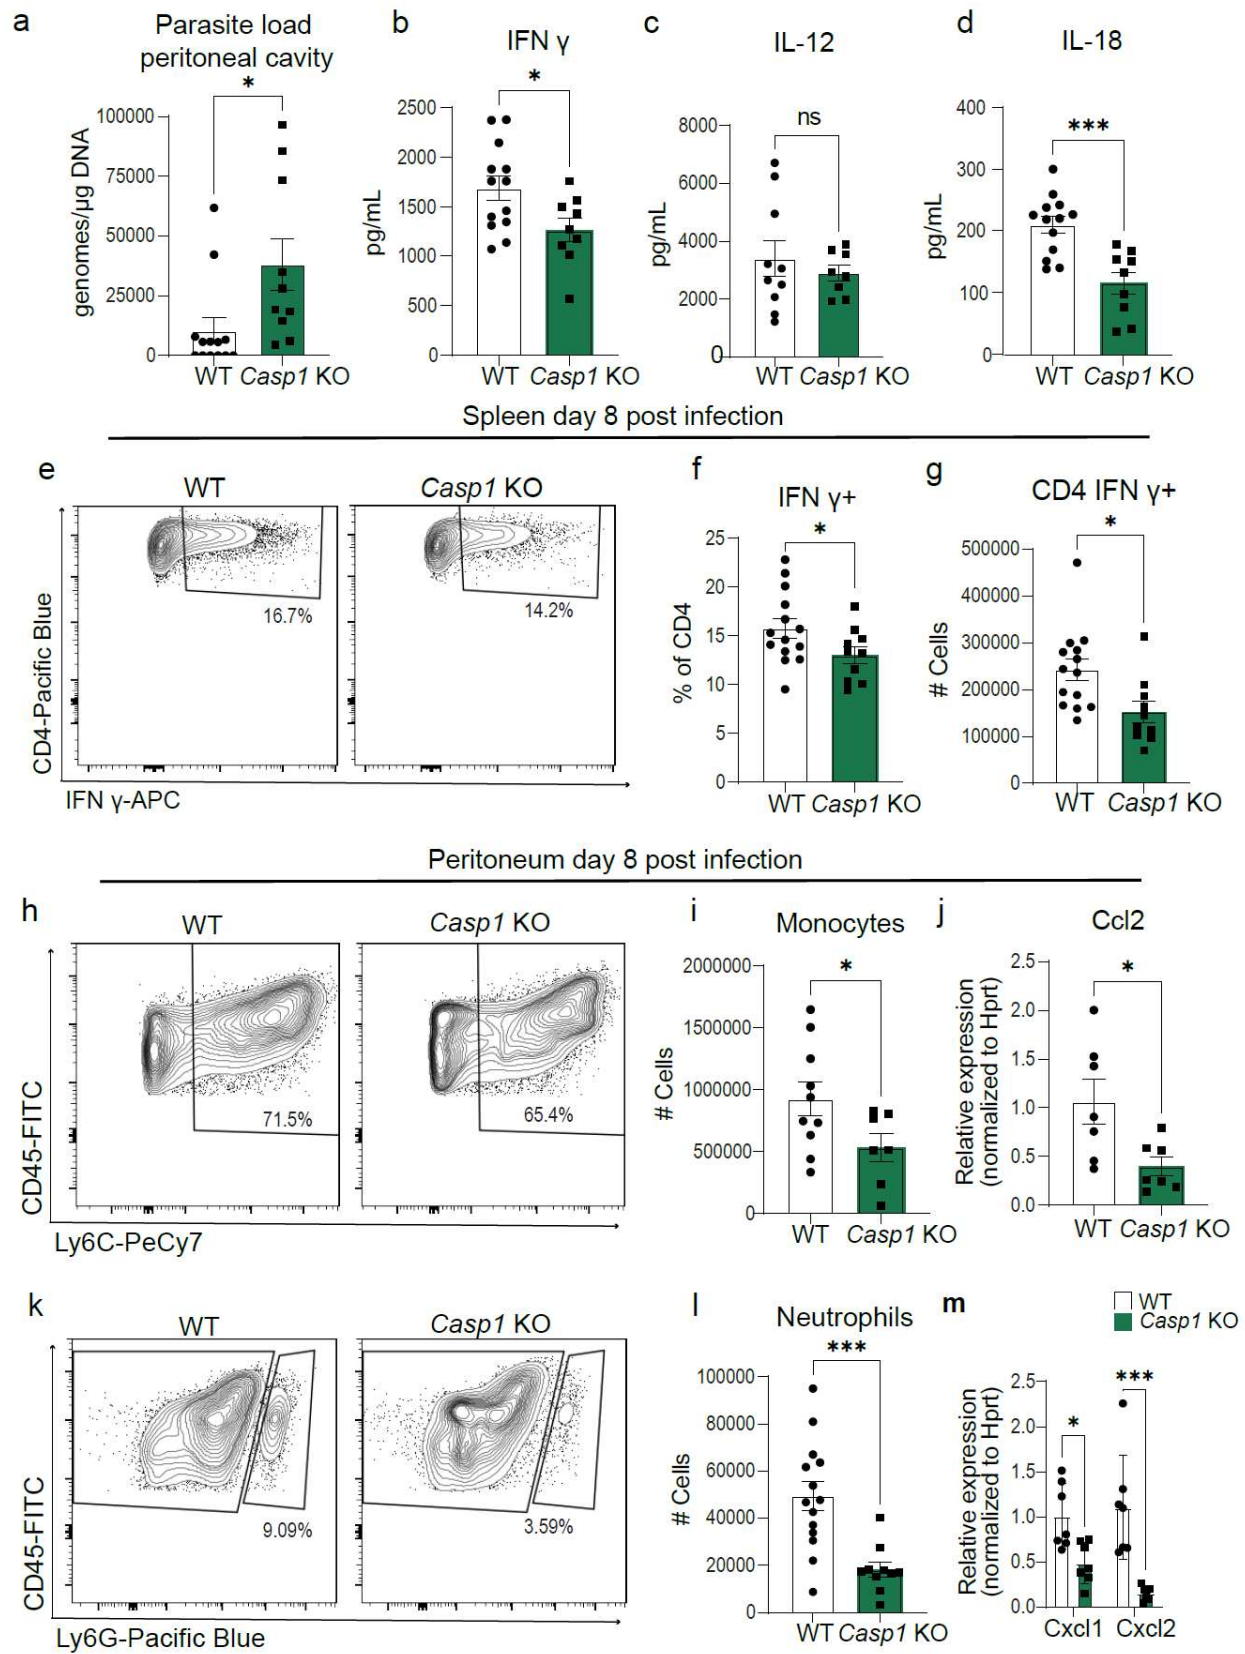 a
Parasite load
peritoneal cavity
*
genomes/µg DNA
100000
75000
50000
25000
0
WT Casp1 KO
b
IFN γ
*
pg/mL
2500
2000
1500
1000
500
0
WT Casp1 KO
c
IL-12
ns
pg/mL
8000
6000
4000
2000
0
WT Casp1 KO
d
IL-18
***
pg/mL
400
300
200
100
0
WT Casp1 KO
Spleen day 8 post infection
e
WT
Casp1 KO
16.7%
14.2%
CD4-Pacific Blue
IFN γ-APC
f
IFN γ+
*
% of CD4
25
20
15
10
5
0
WT Casp1 KO
g
CD4 IFN γ+
*
# Cells
500000
400000
300000
200000
100000
0
WT Casp1 KO
Peritoneum day 8 post infection
h
WT
Casp1 KO
71.5%
65.4%
CD45-FITC
Ly6C-PeCy7
i
Monocytes
*
# Cells
2000000
1500000
1000000
500000
0
WT Casp1 KO
j
Ccl2
*
Relative expression
(normalized to Hprt)
2.5
2.0
1.5
1.0
0.5
0.0
WT Casp1 KO
k
WT
Casp1 KO
9.09%
3.59%
CD45-FITC
Ly6G-Pacific Blue
l
Neutrophils
***
# Cells
100000
80000
60000
40000
20000
0
WT Casp1 KO
m
WT
Casp1 KO
*
***
Relative expression
(normalized to Hprt)
2.5
2.0
1.5
1.0
0.5
0.0
Cxcl1 Cxcl2